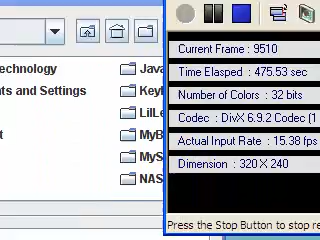 echnology
nts and Settings
t
Java
Key
LilLe
MyB
MyS
NAS
Current Frame : 9510
Time Elasped : 475.53 sec
Number of Colors : 32 bits
Codec : DivX 6.9.2 Codec (1
Actual Input Rate : 15.38 fps
Dimension : 320 X 240
Press the Stop Button to stop re